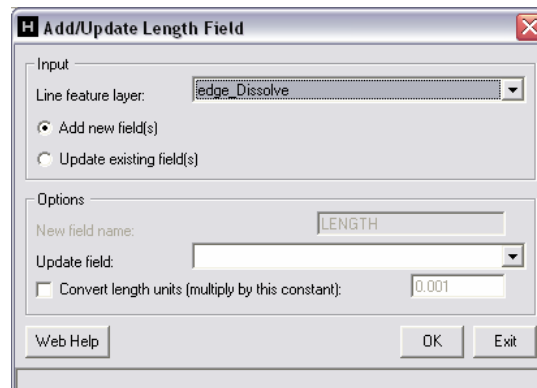 H Add/Update Length Field
Input
Line feature layer: edge_Dissolve
Add new field(s)
Update existing field(s)
Options
New field name: LENGTH
Update field:
Convert length units (multiply by this constant): 0.001
Web Help OK Exit